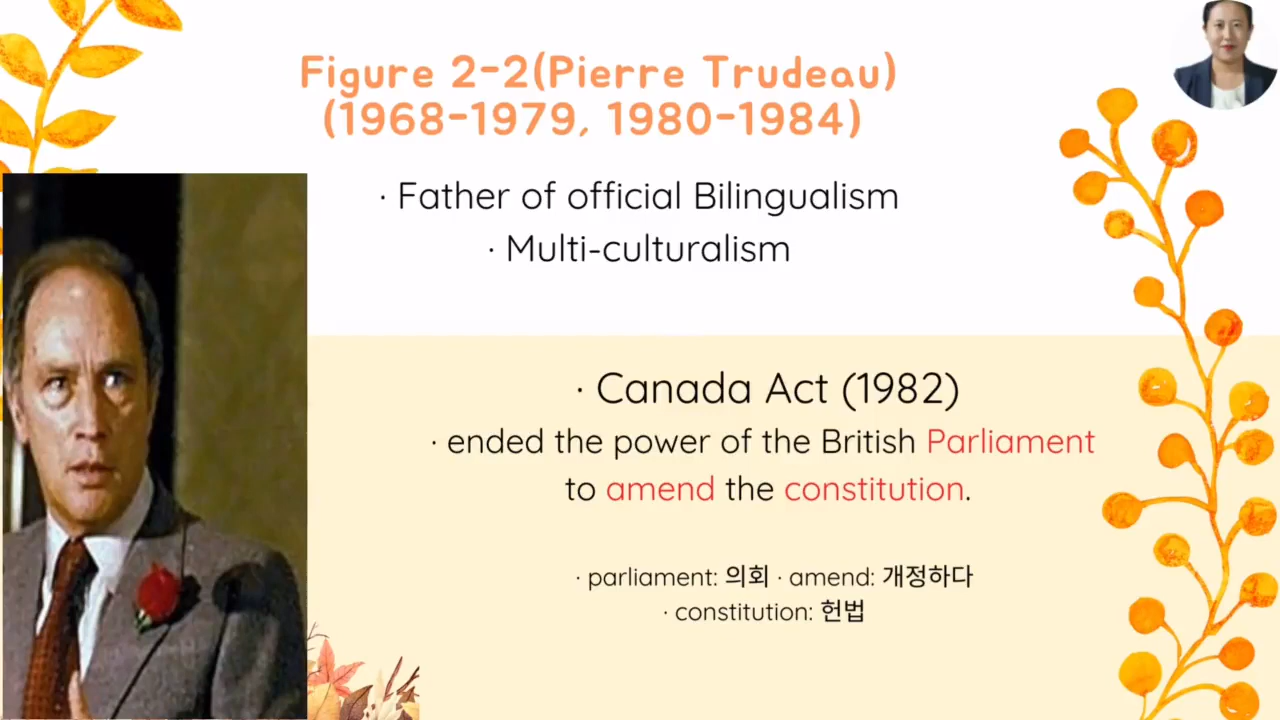 Figure 2-2(Pierre Trudeau)
(1968-1979, 1980-1984)
· Father of official Bilingualism
· Multi-culturalism
· Canada Act (1982)
· ended the power of the British Parliament
to amend the constitution.
· parliament: 의회 · amend: 개정하다
· constitution: 헌법